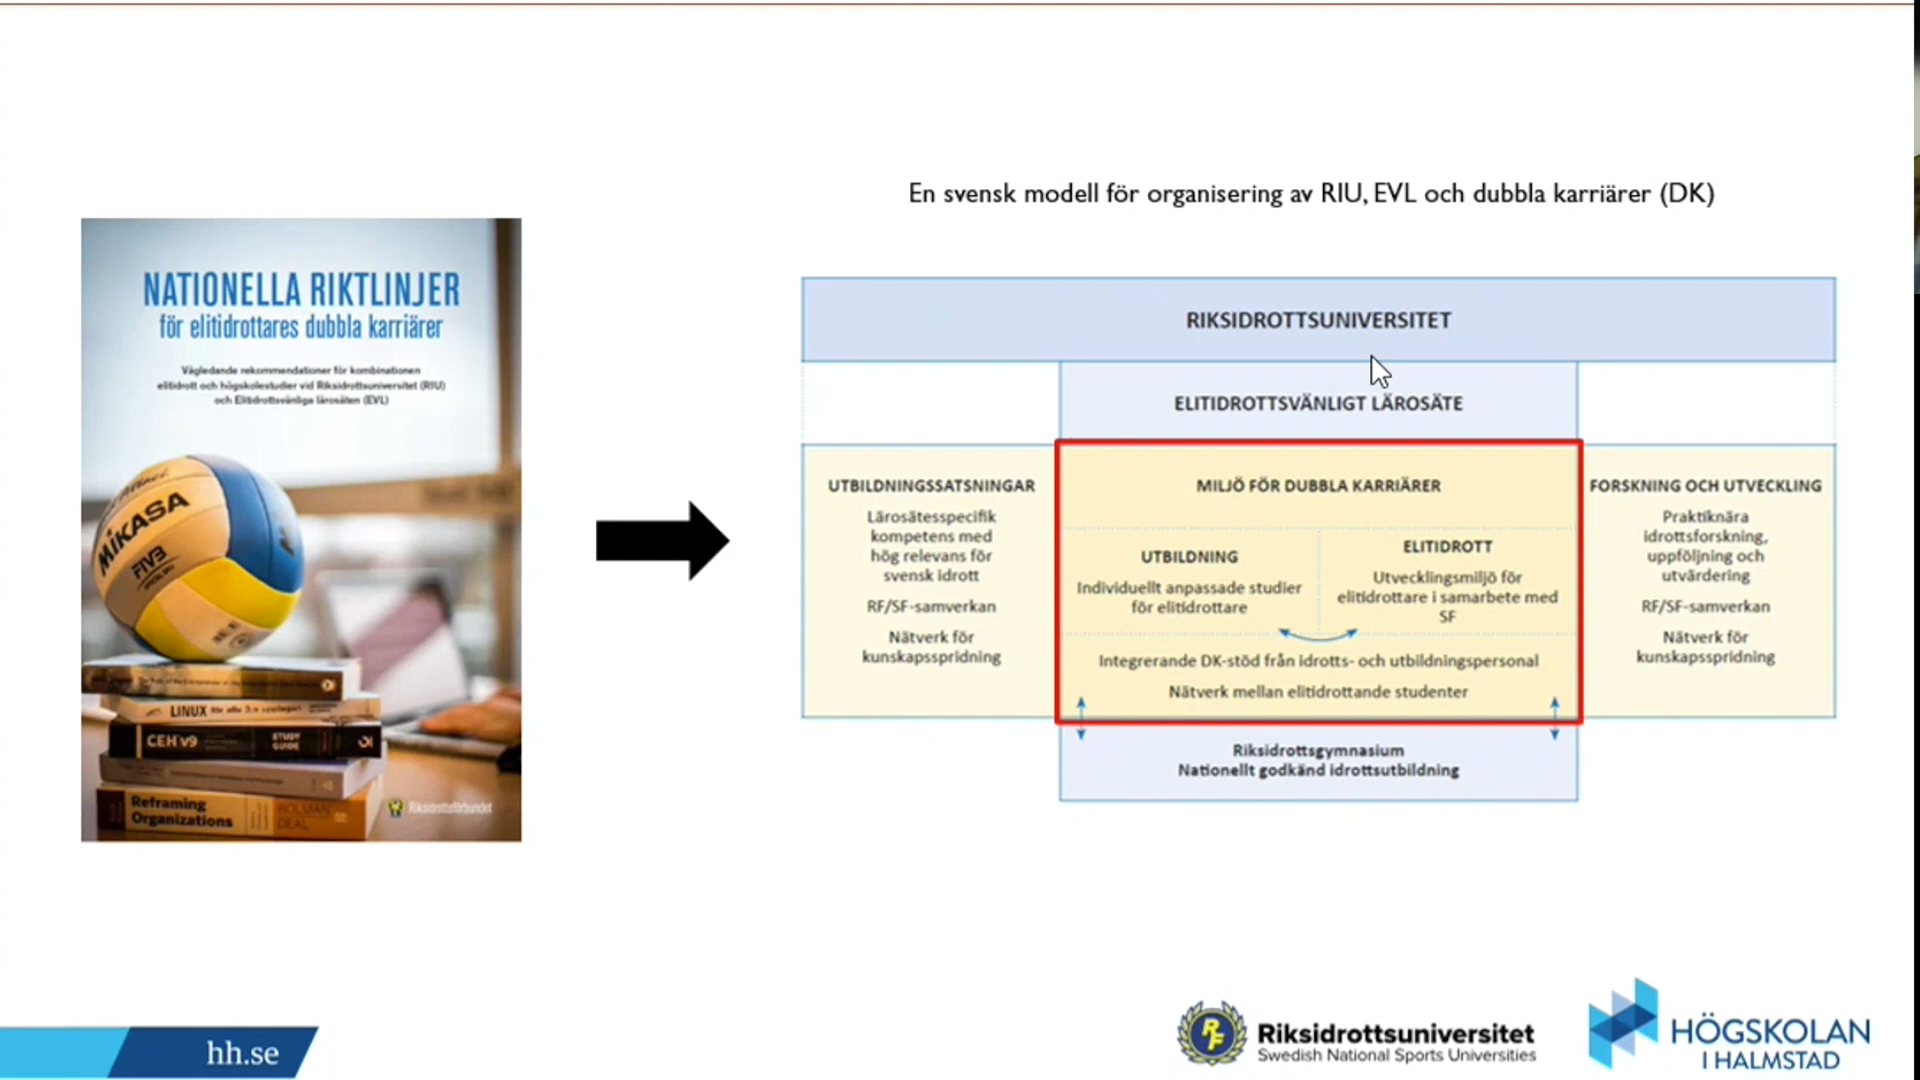 En svensk modell för organisering av RIU, EVL och dubbla karriärer (DK)
NATIONELLA RIKTLINJER
för elitidrottares dubbla karriärer
Vägledande rekommendationer för kombinationen
elitidrott och högskolestudier vid Riksidrottsuniversitet (RIU)
och Elitidrottsvänliga lärosäten (EVL)
MIKASA
FIVB
LINUX
CEH v9
STUDY
GUIDE
Reframing
Organizations
BOLMAN
DEAL
Riksidrottsförbundet
RIKSIDROTTSUNIVERSITET
ELITIDROTTSVÄNLIGT LÄROSÄTE
UTBILDNINGSSATSNINGAR
Lärosätesspecifik
kompetens med
hög relevans för
svensk idrott
RF/SF-samverkan
Nätverk för
kunskapsspridning
MILJÖ FÖR DUBBLA KARRIÄRER
UTBILDNING
Individuellt anpassade studier
för elitidrottare
ELITIDROTT
Utvecklingsmiljö för
elitidrottare i samarbete med
SF
Integrerande DK-stöd från idrotts- och utbildningspersonal
Nätverk mellan elitidrottande studenter
FORSKNING OCH UTVECKLING
Praktiknära
idrottsforskning,
uppföljning och
utvärdering
RF/SF-samverkan
Nätverk för
kunskapsspridning
Riksidrottsgymnasium
Nationellt godkänd idrottsutbildning
hh.se
RF
Riksidrottsuniversitet
Swedish National Sports Universities
HÖGSKOLAN
I HALMSTAD